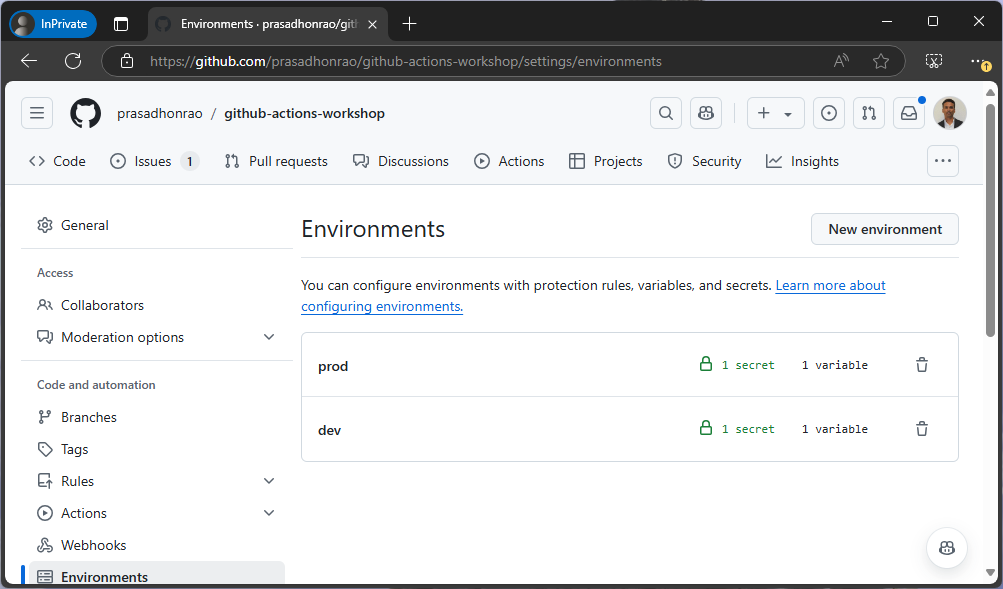 InPrivate
Environments · prasadhonrao/gith
https://github.com/prasadhonrao/github-actions-workshop/settings/environments
prasadhonrao / github-actions-workshop
Code
Issues 1
Pull requests
Discussions
Actions
Projects
Security
Insights
General
Access
Collaborators
Moderation options
Code and automation
Branches
Tags
Rules
Actions
Webhooks
Environments
Environments
New environment
You can configure environments with protection rules, variables, and secrets. Learn more about
configuring environments.
prod 1 secret 1 variable
dev 1 secret 1 variable